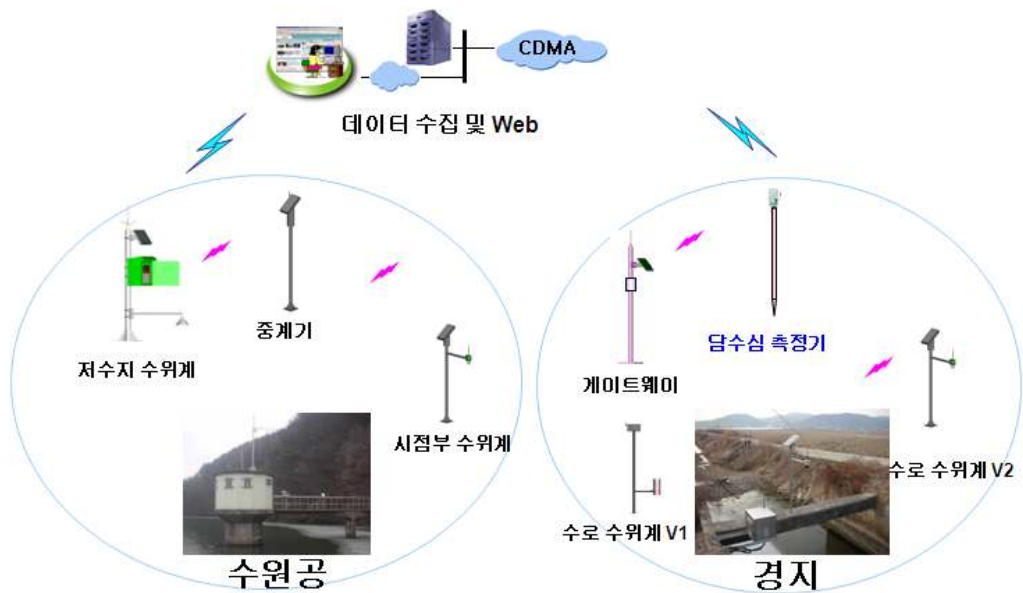 CDMA
데이터 수집 및 Web
중계기
저수지 수위계
시점부 수위계
수원공
담수심 측정기
게이트웨이
수로 수위계 V2
수로 수위계 V1
경지